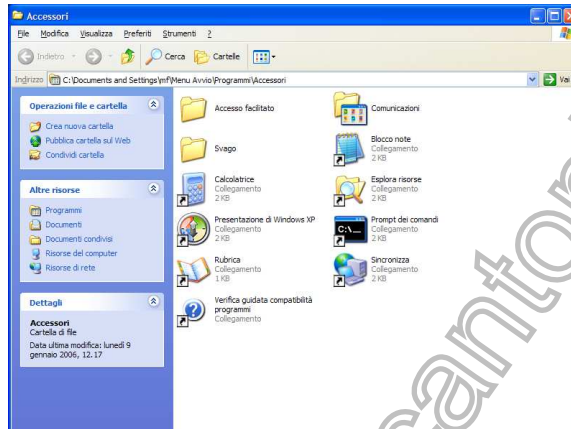 Accessori
File Modifica Visualizza Preferiti Strumenti ?
Indietro Cerca Cartelle
Indirizzo C:\Documents and Settings\mf\Menu Avvio\Programmi\Accessori Vai
Operazioni file e cartella
Crea nuova cartella
Pubblica cartella sul Web
Condividi cartella
Altre risorse
Programmi
Documenti
Documenti condivisi
Risorse del computer
Risorse di rete
Dettagli
Accessori
Cartella di file
Data ultima modifica: lunedì 9
gennaio 2006, 12.17
Accesso facilitato
Comunicazioni
Svago
Blocco note
Collegamento
2 KB
Calcolatrice
Collegamento
2 KB
Esplora risorse
Collegamento
2 KB
Presentazione di Windows XP
Collegamento
2 KB
C:\_
Prompt dei comandi
Collegamento
2 KB
Rubrica
Collegamento
1 KB
Sincronizza
Collegamento
2 KB
Verifica guidata compatibilità
programmi
Collegamento